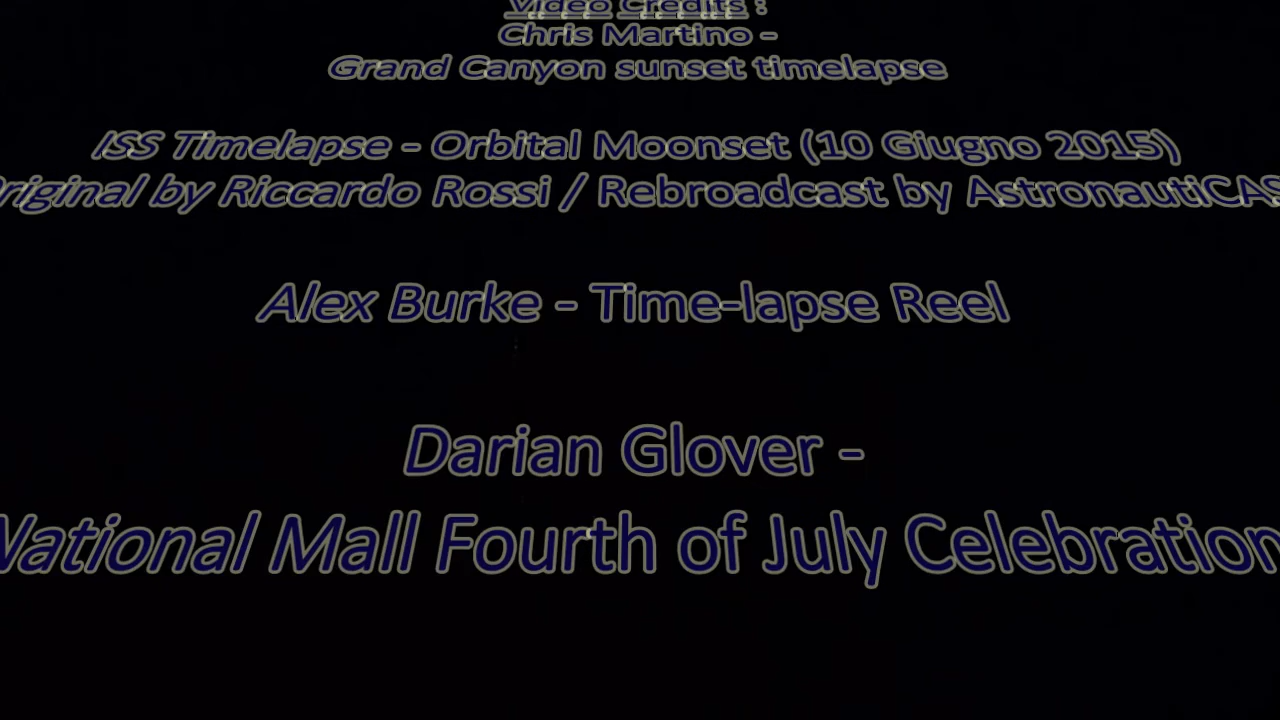 Video Credits :
Chris Martino -
Grand Canyon sunset timelapse
ISS Timelapse - Orbital Moonset (10 Giugno 2015)
Original by Riccardo Rossi / Rebroadcast by AstronautiCAS
Alex Burke - Time-lapse Reel
Darian Glover -
National Mall Fourth of July Celebration